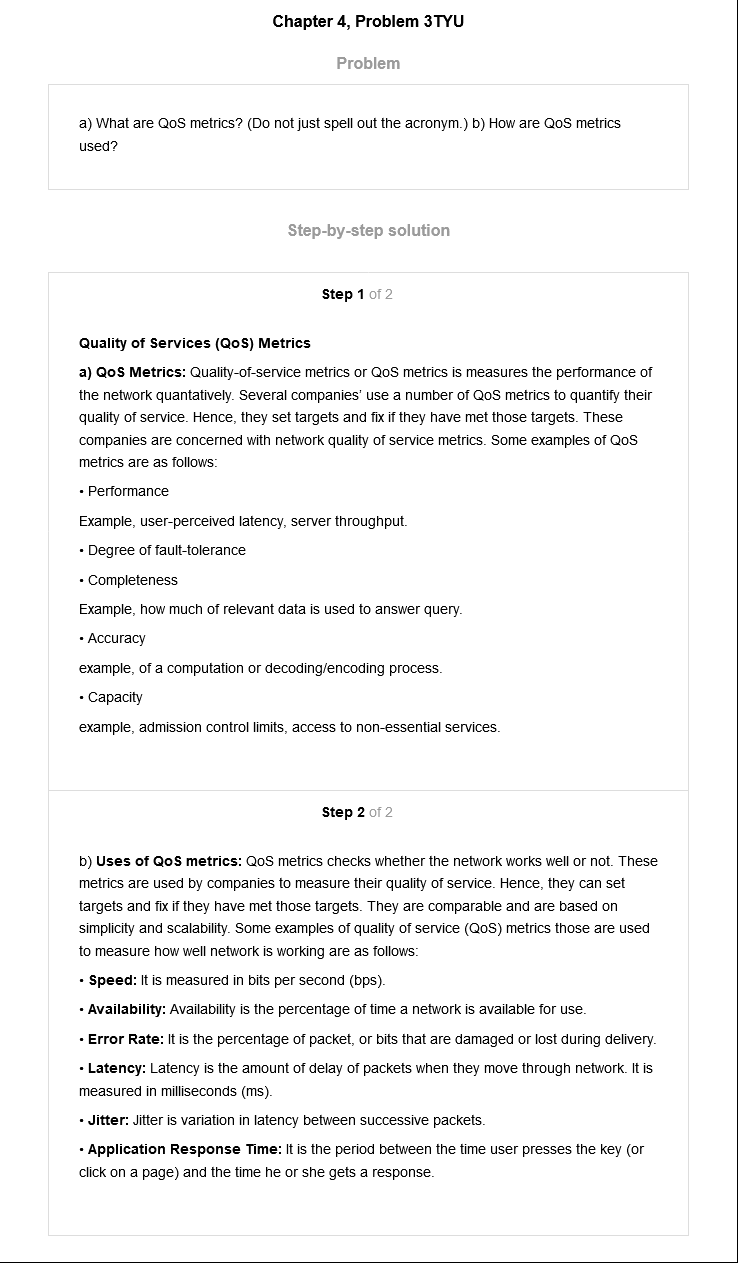 Chapter 4, Problem 3TYU
Problem
a) What are QoS metrics? (Do not just spell out the acronym.) b) How are QoS metrics
used?
Step-by-step solution
Step 1 of 2
Quality of Services (QoS) Metrics
a) QoS Metrics: Quality-of-service metrics or QoS metrics is measures the performance of
the network quantatively. Several companies' use a number of QoS metrics to quantify their
quality of service. Hence, they set targets and fix if they have met those targets. These
companies are concerned with network quality of service metrics. Some examples of QoS
metrics are as follows:
• Performance
Example, user-perceived latency, server throughput.
• Degree of fault-tolerance
• Completeness
Example, how much of relevant data is used to answer query.
• Accuracy
example, of a computation or decoding/encoding process.
• Capacity
example, admission control limits, access to non-essential services.
Step 2 of 2
b) Uses of QoS metrics: QoS metrics checks whether the network works well or not. These
metrics are used by companies to measure their quality of service. Hence, they can set
targets and fix if they have met those targets. They are comparable and are based on
simplicity and scalability. Some examples of quality of service (QoS) metrics those are used
to measure how well network is working are as follows:
• Speed: It is measured in bits per second (bps).
• Availability: Availability is the percentage of time a network is available for use.
• Error Rate: It is the percentage of packet, or bits that are damaged or lost during delivery.
• Latency: Latency is the amount of delay of packets when they move through network. It is
measured in milliseconds (ms).
• Jitter: Jitter is variation in latency between successive packets.
• Application Response Time: It is the period between the time user presses the key (or
click on a page) and the time he or she gets a response.